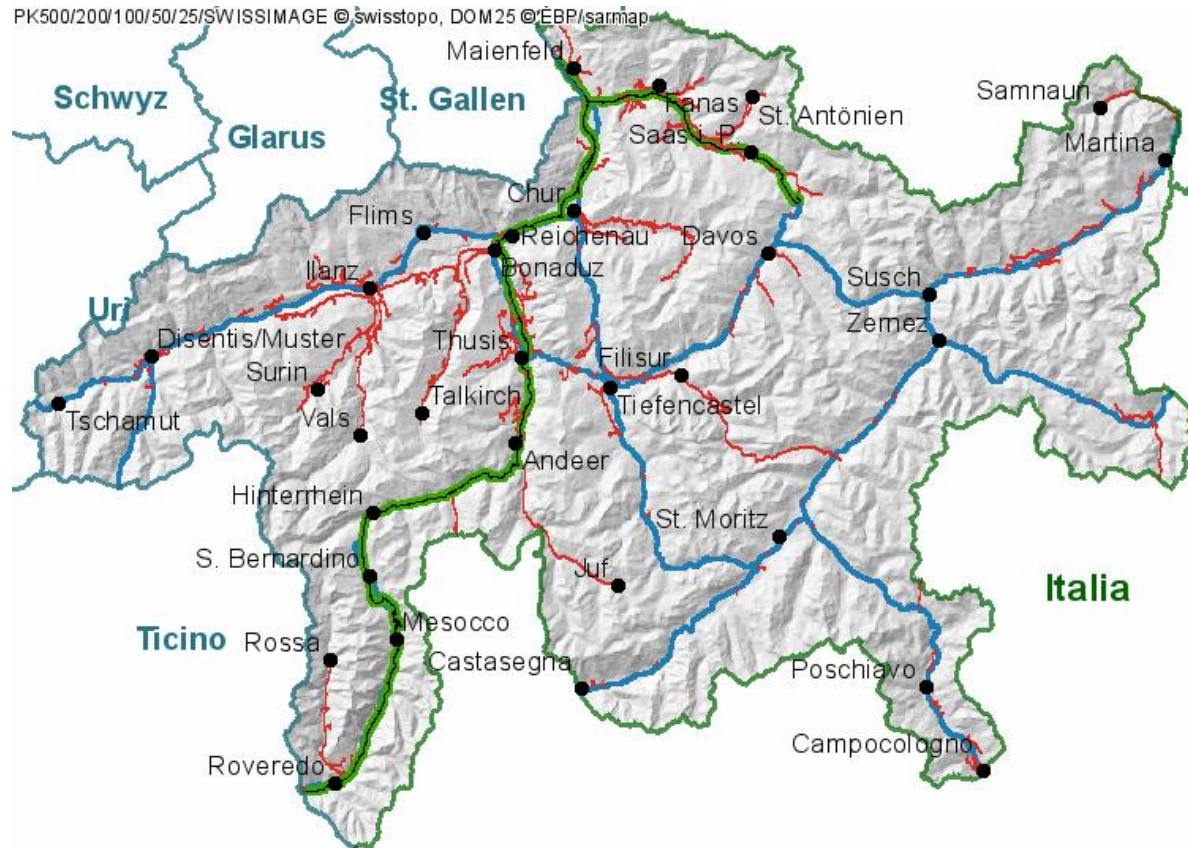 PK500/200/100/50/25/SWISSIMAGE © swisstopo, DOM25 © EBP/sarmap
Maienfeld
Schwyz
St. Gallen
Fanas
Samnaun
St. Antönien
Glarus
Saas i. P.
Martina
Chur
Flims
Reichenau
Davos
Bonaduz
Ilanz
Susch
Uri
Zernez
Disentis/Muster
Thusis
Filisur
Surin
Talkirch
Tiefencastel
Tschamut
Vals
Andeer
Hinterrhein
St. Moritz
S. Bernardino
Juf
Italia
Mesocco
Ticino
Rossa
Castasegna
Poschiavo
Campocologno
Roveredo